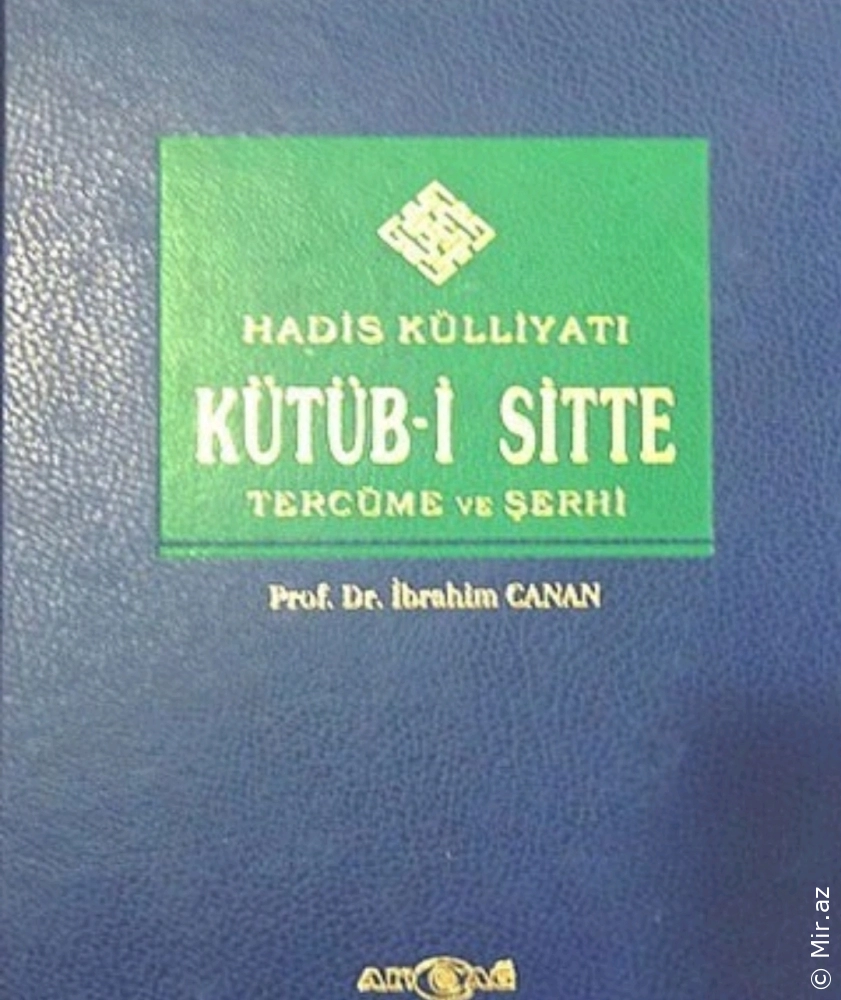 HADİS KÜLLİYATI
KÜTÜB-İ SİTTE
TERCÜME VE ŞERHİ
Prof. Dr. İbrahim CANAN
AKÇAĞ
© Mir.az